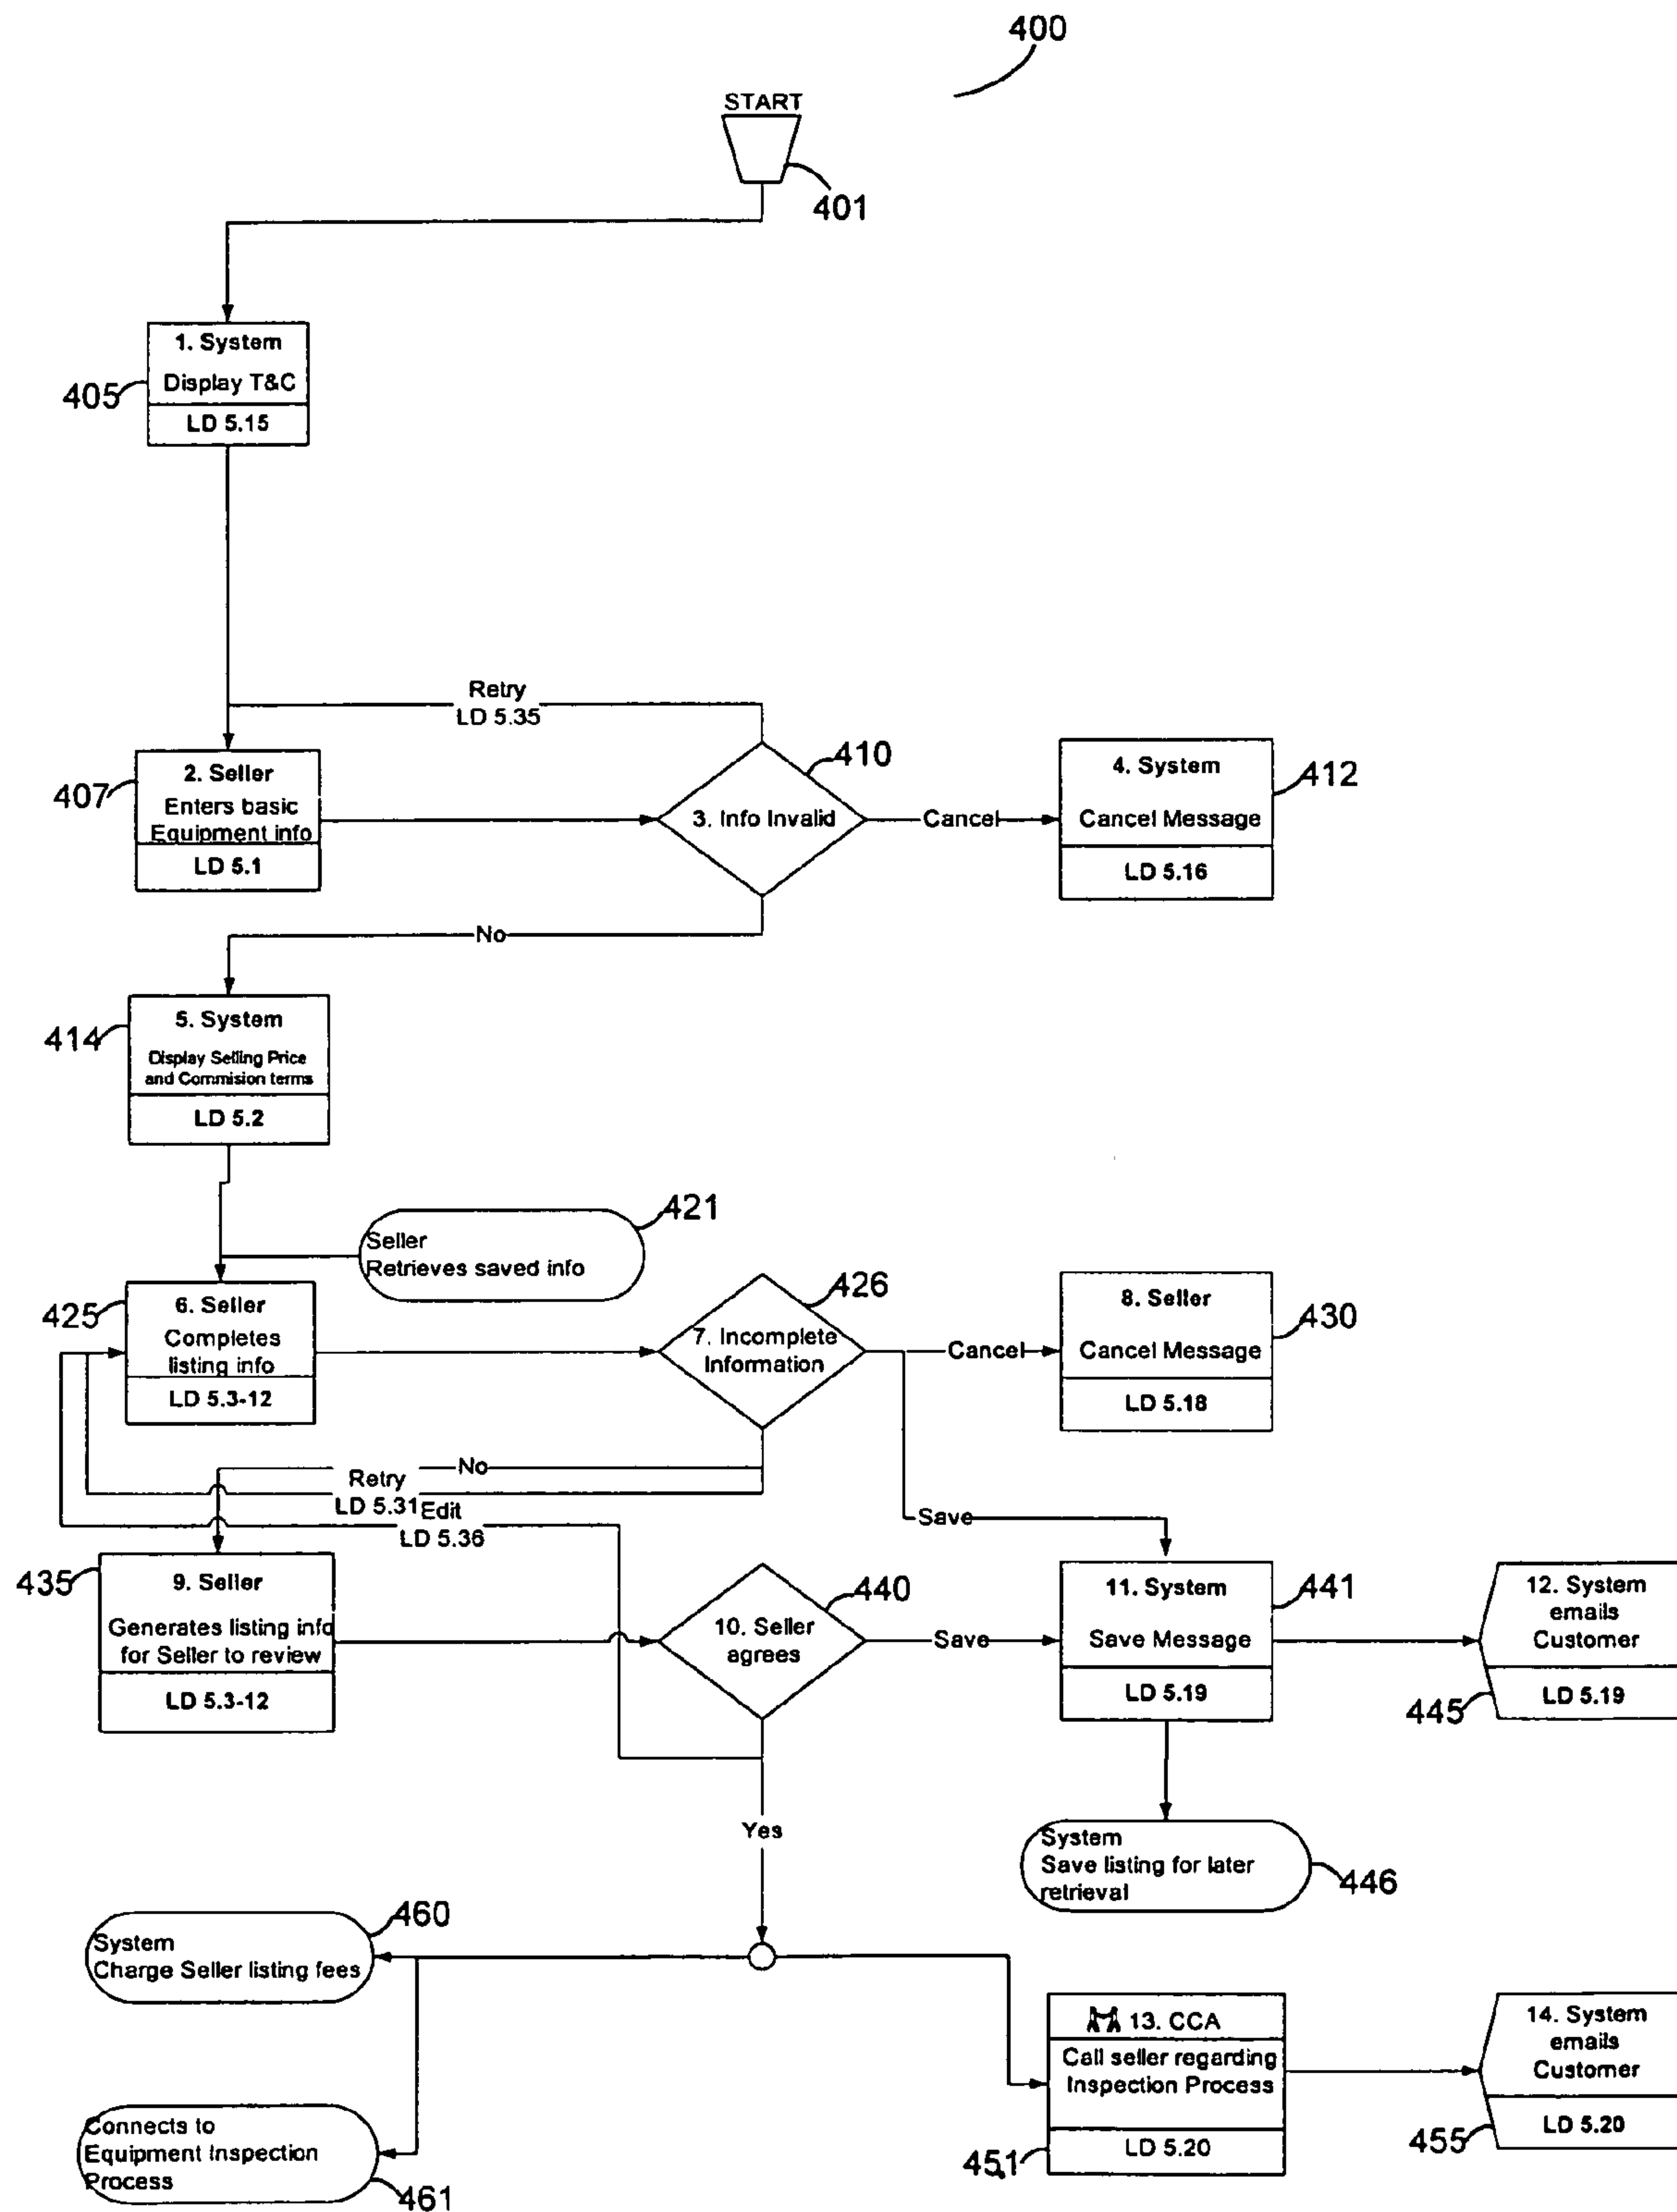 400
START
401
1. System
Display T&C
LD 5.15
405
Retry
LD 5.35
2. Seller
Enters basic
Equipment info
LD 5.1
407
3. Info Invalid
410
Cancel
4. System
Cancel Message
LD 5.16
412
No
5. System
Display Selling Price
and Commision terms
LD 5.2
414
Seller
Retrieves saved info
421
6. Seller
Completes
listing info
LD 5.3-12
425
7. Incomplete
Information
426
Cancel
8. Seller
Cancel Message
LD 5.18
430
No
Retry
LD 5.31
Edit
LD 5.36
Save
9. Seller
Generates listing info
for Seller to review
LD 5.3-12
435
10. Seller
agrees
440
Save
11. System
Save Message
LD 5.19
441
12. System
emails
Customer
LD 5.19
445
Yes
System
Save listing for later
retrieval
446
System
Charge Seller listing fees
460
13. CCA
Call seller regarding
Inspection Process
LD 5.20
451
14. System
emails
Customer
LD 5.20
455
Connects to
Equipment Inspection
Process
461